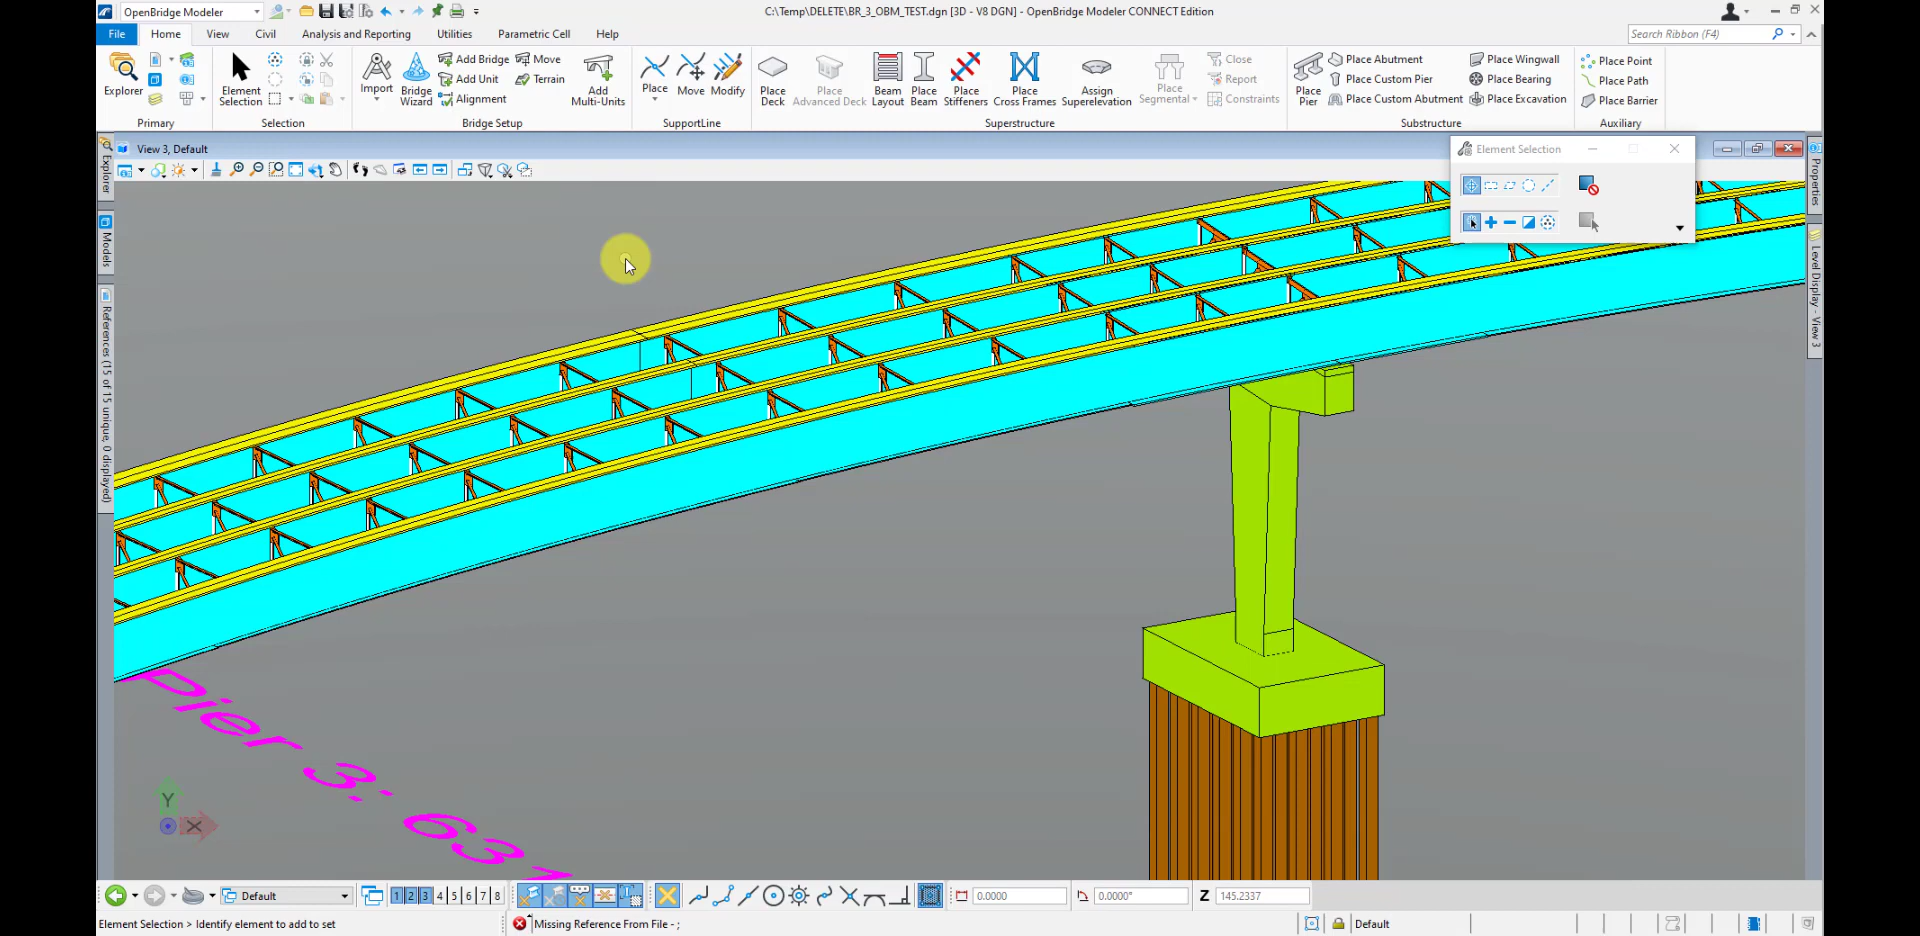 OpenBridge Modeler
C:\Temp\DELETE\BR_3_OBM_TEST.dgn [3D - V8 DGN] - OpenBridge Modeler CONNECT Edition
File Home View Civil Analysis and Reporting Utilities Parametric Cell Help
Search Ribbon (F4)
Explorer
Primary
Element Selection
Selection
Import
Bridge Wizard
Add Bridge
Add Unit
Alignment
Move
Terrain
Add Multi-Units
Bridge Setup
Place
Move
Modify
SupportLine
Place Deck
Place Advanced Deck
Beam Layout
Place Beam
Place Stiffeners
Place Cross Frames
Assign Superelevation
Place Segmental
Close
Report
Constraints
Superstructure
Place Pier
Place Abutment
Place Custom Pier
Place Custom Abutment
Place Wingwall
Place Bearing
Place Excavation
Substructure
Place Point
Place Path
Place Barrier
Auxiliary
View 3, Default
Element Selection
Explorer
Models
References (15 of 15 unique, 0 displayed)
Properties
Level Display - View 3
Pier 3: 63
Y
X
Default
1 2 3 4 5 6 7 8
0.0000
0.0000°
Z 145.2337
Element Selection > Identify element to add to set
Missing Reference From File - ;
Default